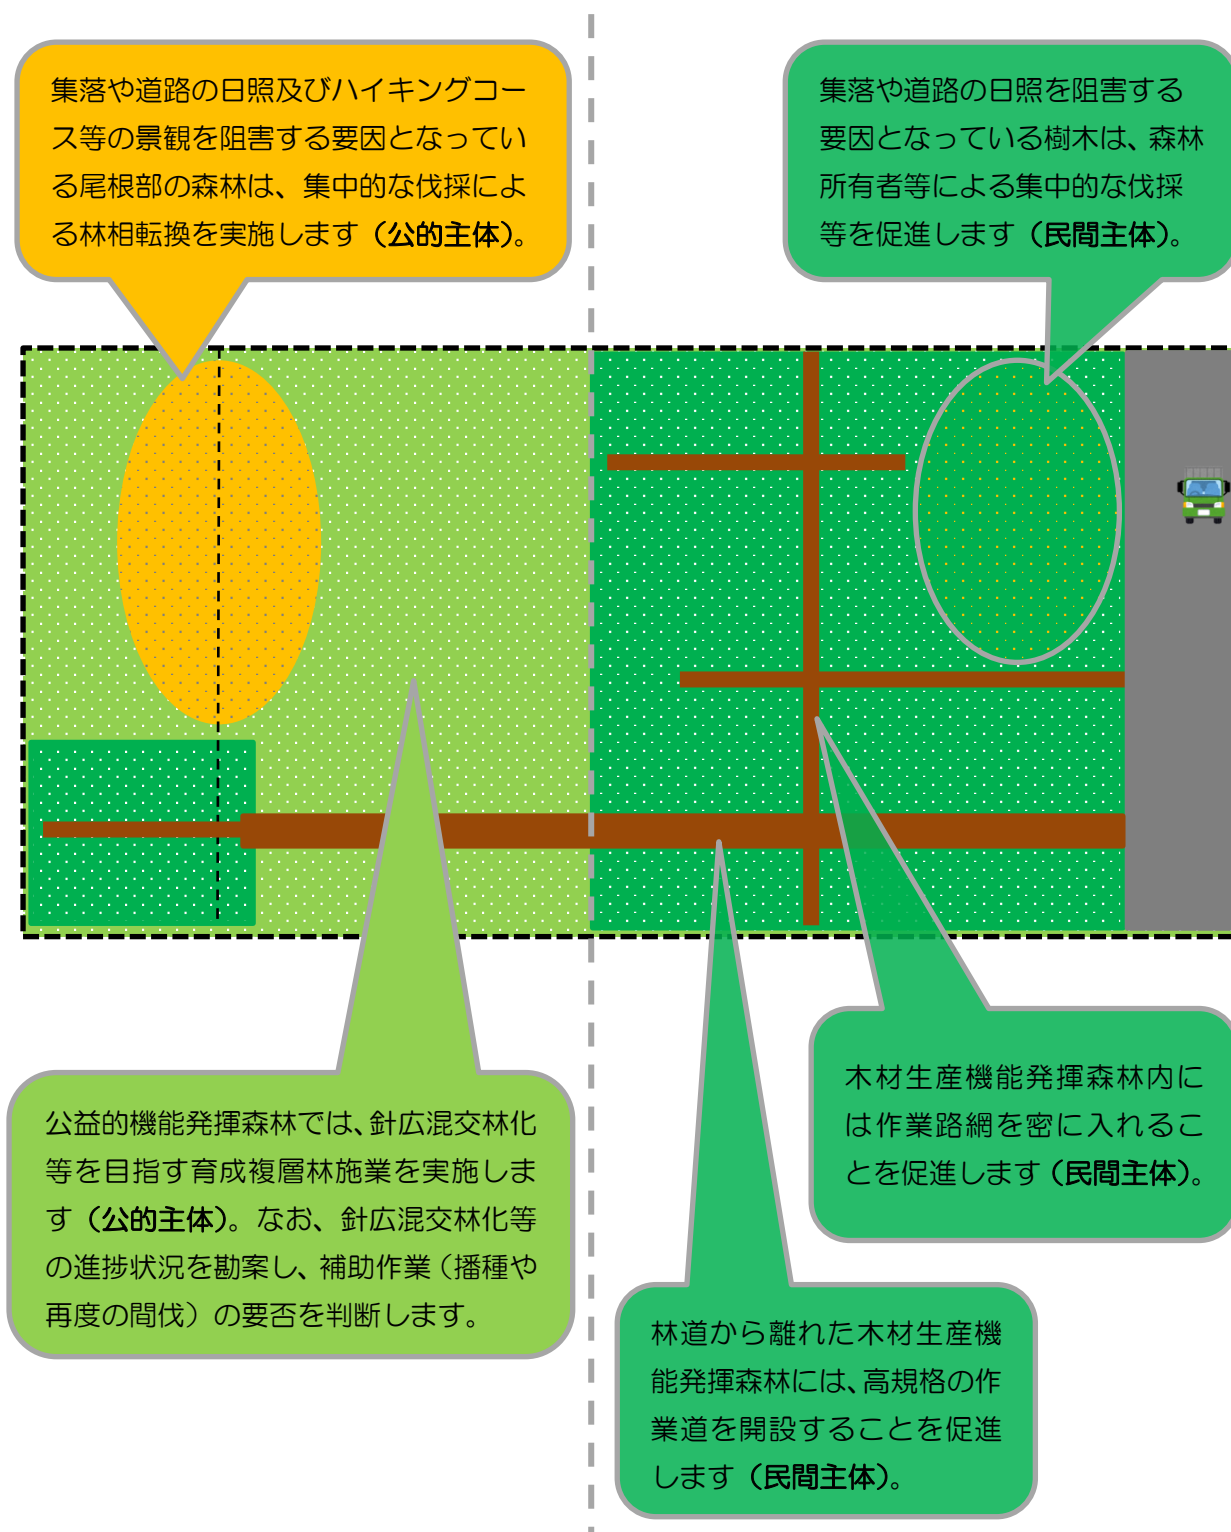 集落や道路の日照及びハイキングコー
ス等の景観を阻害する要因となってい
る尾根部の森林は、集中的な伐採によ
る林相転換を実施します（公的主体）。
集落や道路の日照を阻害する
要因となっている樹木は、森林
所有者等による集中的な伐採
等を促進します（民間主体）。
公益的機能発揮森林では、針広混交林化
等を目指す育成複層林施業を実施しま
す（公的主体）。なお、針広混交林化等
の進捗状況を勘案し、補助作業（播種や
再度の間伐）の要否を判断します。
木材生産機能発揮森林内に
は作業路網を密に入れるこ
とを促進します（民間主体）。
林道から離れた木材生産機
能発揮森林には、高規格の作
業道を開設することを促進
します（民間主体）。